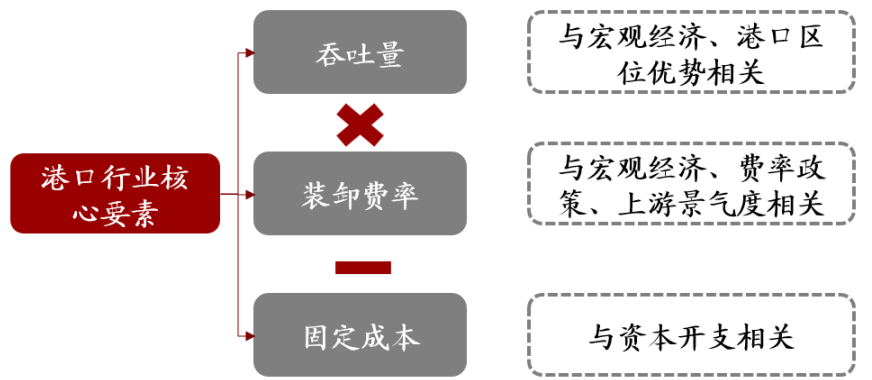 吞吐量
与宏观经济、港口区
位优势相关
港口行业核
心要素
装卸费率
与宏观经济、费率政
策、上游景气度相关
固定成本
与资本开支相关